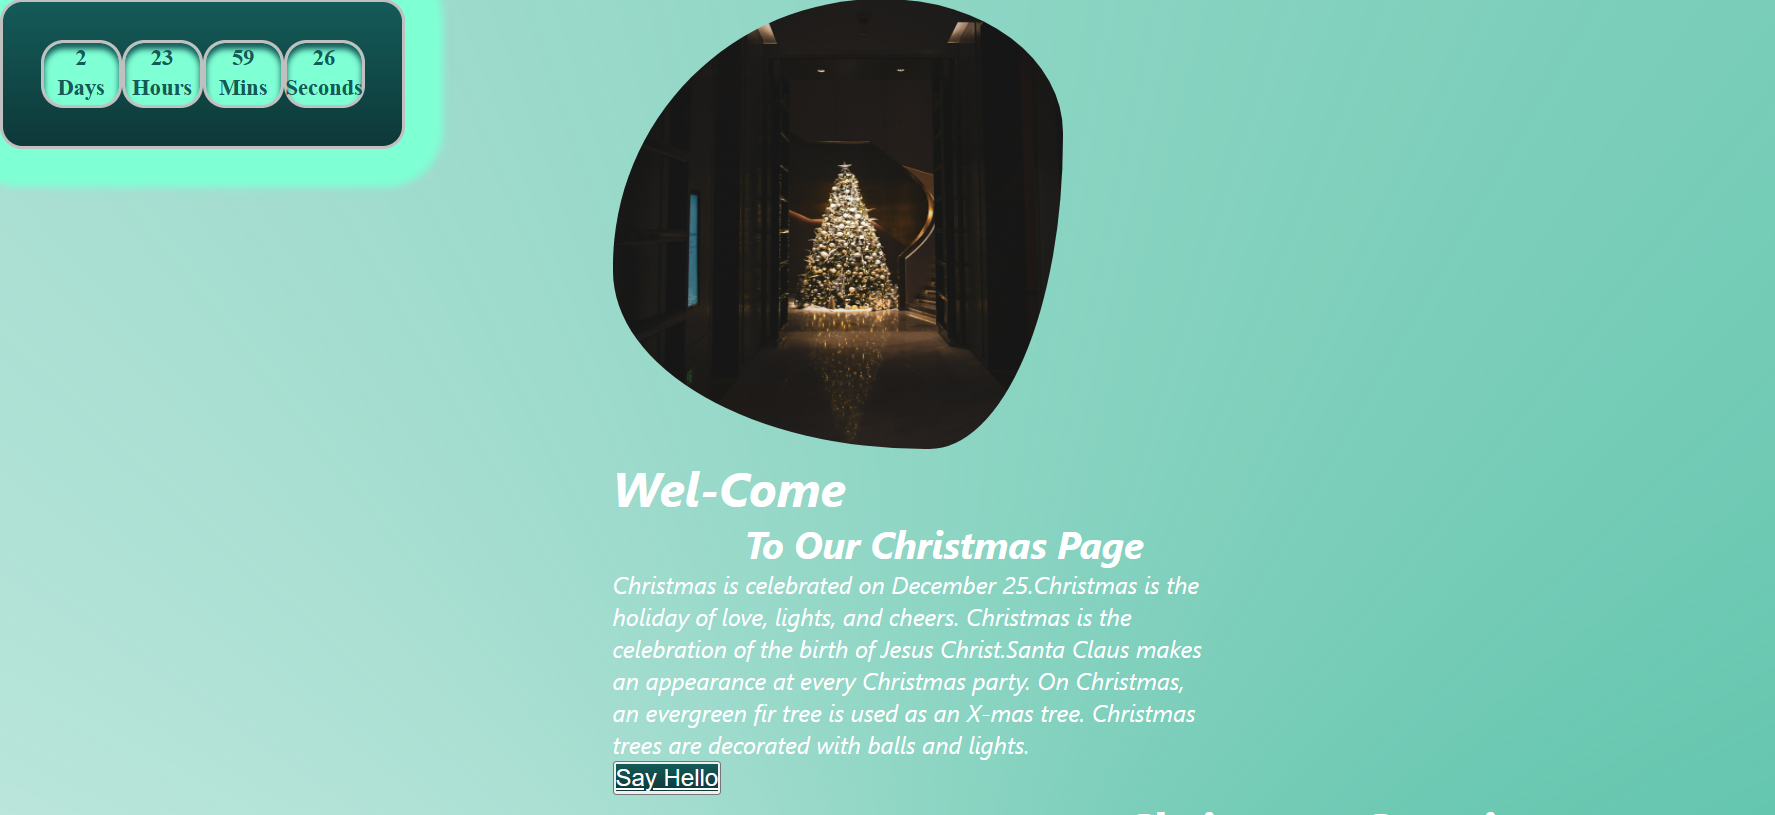 2 23 59 26
Days Hours Mins Seconds
Wel-Come
To Our Christmas Page
Christmas is celebrated on December 25.Christmas is the
holiday of love, lights, and cheers. Christmas is the
celebration of the birth of Jesus Christ.Santa Claus makes
an appearance at every Christmas party. On Christmas,
an evergreen fir tree is used as an X-mas tree. Christmas
trees are decorated with balls and lights.
Say Hello